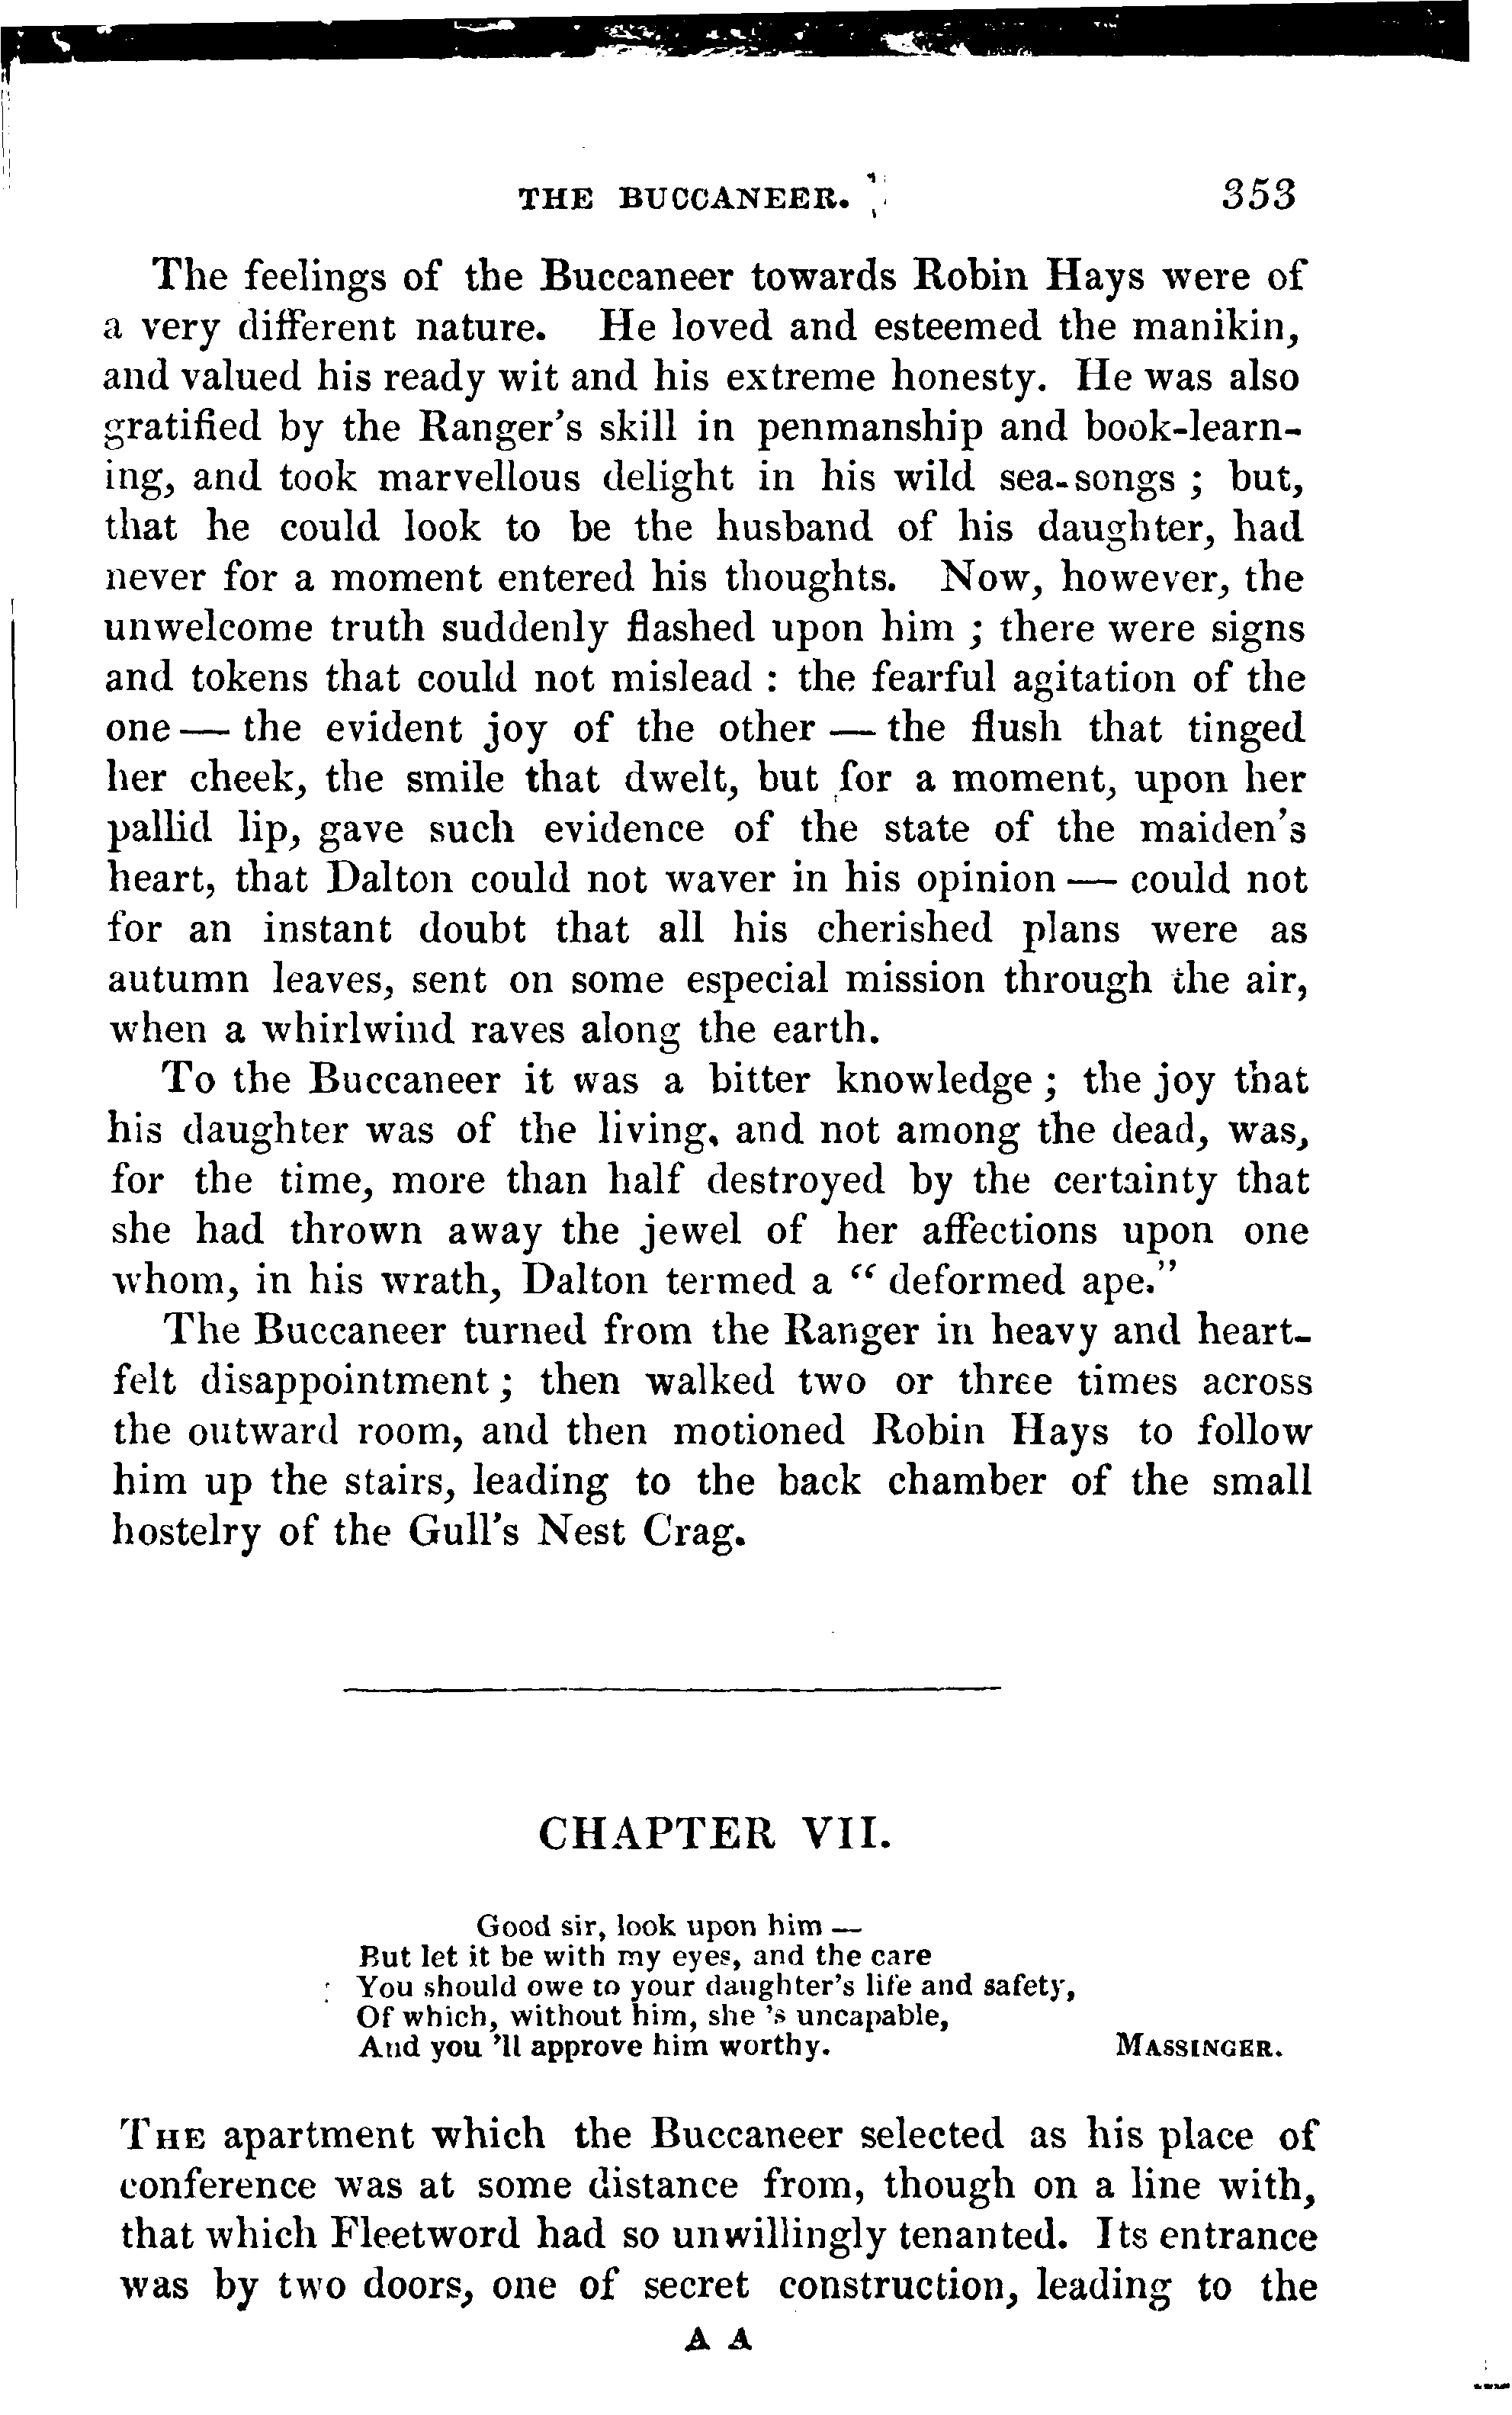 THE BUCCANEER. 353
The feelings of the Buccaneer towards Robin Hays were of
a very different nature. He loved and esteemed the manikin,
and valued his ready wit and his extreme honesty. He was also
gratified by the Ranger's skill in penmanship and book-learn-
ing, and took marvellous delight in his wild sea-songs ; but,
that he could look to be the husband of his daughter, had
never for a moment entered his thoughts. Now, however, the
unwelcome truth suddenly flashed upon him ; there were signs
and tokens that could not mislead : the fearful agitation of the
one — the evident joy of the other — the flush that tinged
her cheek, the smile that dwelt, but for a moment, upon her
pallid lip, gave such evidence of the state of the maiden's
heart, that Dalton could not waver in his opinion — could not
for an instant doubt that all his cherished plans were as
autumn leaves, sent on some especial mission through the air,
when a whirlwind raves along the earth.
To the Buccaneer it was a bitter knowledge ; the joy that
his daughter was of the living, and not among the dead, was,
for the time, more than half destroyed by the certainty that
she had thrown away the jewel of her affections upon one
whom, in his wrath, Dalton termed a “ deformed ape.”
The Buccaneer turned from the Ranger in heavy and heart-
felt disappointment ; then walked two or three times across
the outward room, and then motioned Robin Hays to follow
him up the stairs, leading to the back chamber of the small
hostelry of the Gull's Nest Crag.
CHAPTER VII.
Good sir, look upon him —
But let it be with my eyes, and the care
You should owe to your daughter's life and safety,
Of which, without him, she 's uncapable,
And you 'll approve him worthy. MASSINGER.
THE apartment which the Buccaneer selected as his place of
conference was at some distance from, though on a line with,
that which Fleetword had so unwillingly tenanted. Its entrance
was by two doors, one of secret construction, leading to the
A A